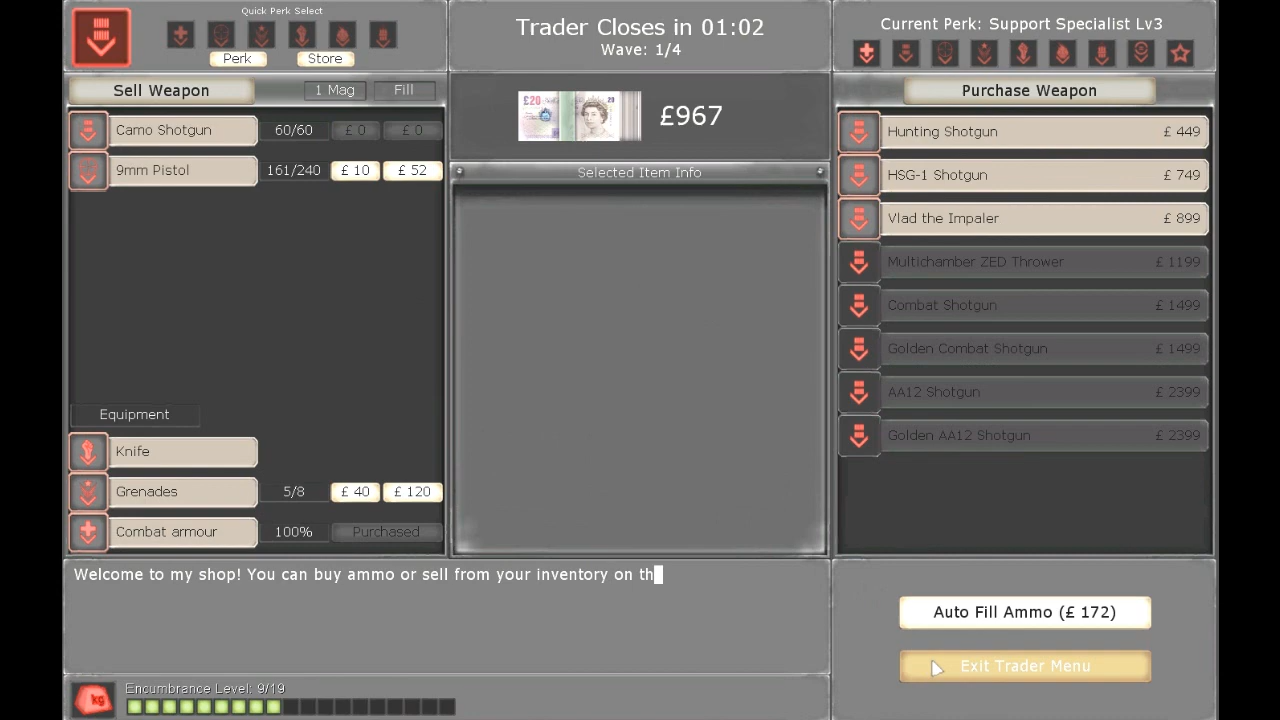 Quick Perk Select
Perk
Store
Trader Closes in 01:02
Wave: 1/4
Current Perk: Support Specialist Lv3
Sell Weapon
1 Mag
Fill
Camo Shotgun 60/60 £ 0 £ 0
9mm Pistol 161/240 £ 10 £ 52
Equipment
Knife
Grenades 5/8 £ 40 £ 120
Combat armour 100% Purchased
£20
20
£967
Selected Item Info
Purchase Weapon
Hunting Shotgun £ 449
HSG-1 Shotgun £ 749
Vlad the Impaler £ 899
Multichamber ZED Thrower £ 1199
Combat Shotgun £ 1499
Golden Combat Shotgun £ 1499
AA12 Shotgun £ 2399
Golden AA12 Shotgun £ 2399
Welcome to my shop! You can buy ammo or sell from your inventory on th
Auto Fill Ammo (£ 172)
Exit Trader Menu
kg
Encumbrance Level: 9/19